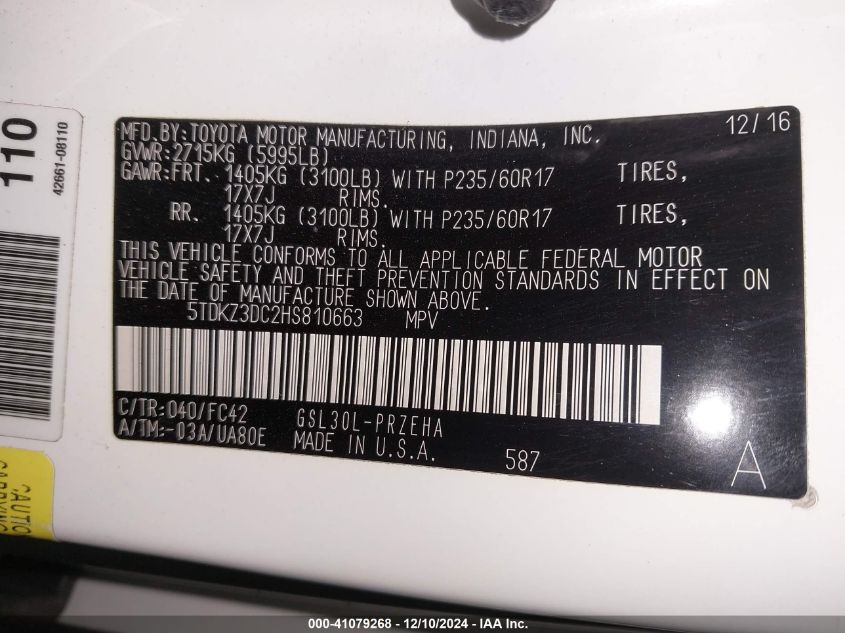 MFD.BY:TOYOTA MOTOR MANUFACTURING, INDIANA, INC. 12/16
GVWR:2715KG (5995LB)
GAWR:FRT. 1405KG (3100LB) WITH P235/60R17 TIRES,
17X7J RIMS.
RR. 1405KG (3100LB) WITH P235/60R17 TIRES,
17X7J RIMS.
THIS VEHICLE CONFORMS TO ALL APPLICABLE FEDERAL MOTOR
VEHICLE SAFETY AND THEFT PREVENTION STANDARDS IN EFFECT ON
THE DATE OF MANUFACTURE SHOWN ABOVE.
5TDKZ3DC2HS810663 MPV
C/TR:040/FC42 GSL30L-PRZEHA
A/TM:-03A/UA80E MADE IN U.S.A. 587 A
110
42661-08110
000-41079268 - 12/10/2024 - IAA Inc.